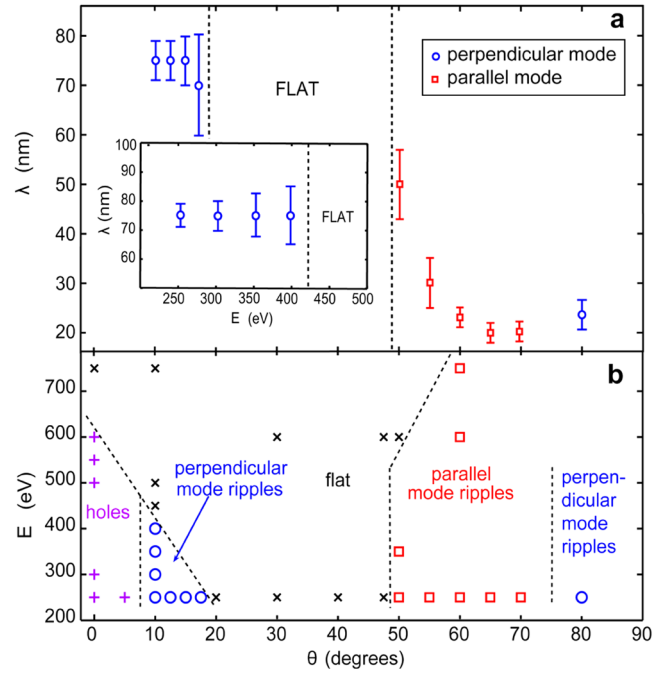 a
perpendicular mode
parallel mode
FLAT
80
70
60
50
40
30
20
λ (nm)
100
90
80
70
60
λ (nm)
FLAT
250 300 350 400 450 500
E (eV)
b
700
600
500
400
300
200
E (eV)
holes
perpendicular
mode ripples
flat
parallel
mode ripples
perpen-
dicular
mode
ripples
0 10 20 30 40 50 60 70 80 90
θ (degrees)